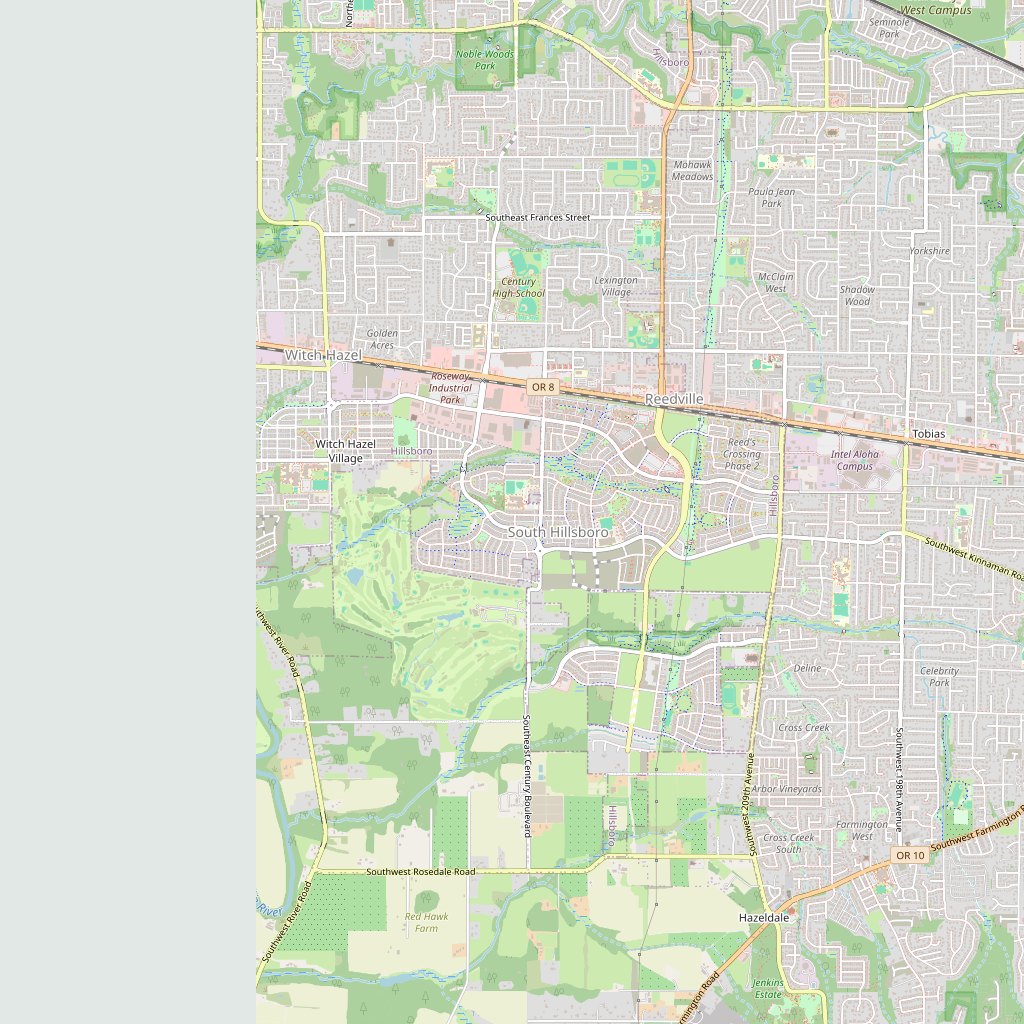 West Campus
Seminole
Park
Noble Woods
Park
Hillsboro
Mohawk
Meadows
Paula Jean
Park
Southeast Frances Street
Yorkshire
Century
High School
Lexington
Village
McClain
West
Shadow
Wood
Golden
Acres
Witch Hazel
Roseway
Industrial
Park
OR 8
Reedville
Tobias
Witch Hazel
Village
Hillsboro
Reed's
Crossing
Phase 2
Intel Aloha
Campus
Hillsboro
South Hillsboro
Southwest Kinnaman Roa
uthwest River Road
Deline
Celebrity
Park
Cross Creek
Southeast Century Boulevard
Southwest 209th Avenue
Southwest 198th Avenue
Arbor Vineyards
Hillsboro
Cross Creek
South
Farmington
West
Southwest Farmington R
OR 10
Southwest Rosedale Road
River
Southwest River Road
Red Hawk
Farm
Hazeldale
Jenkins
Estate
rmington Road